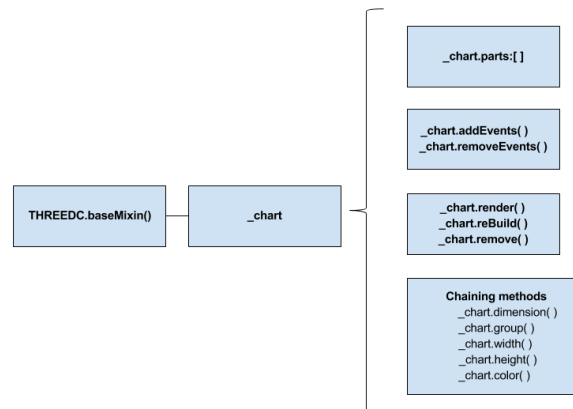 THREEDC.baseMixin()
_chart
_chart.parts:[ ]
_chart.addEvents( )
_chart.removeEvents( )
_chart.render( )
_chart.reBuild( )
_chart.remove( )
Chaining methods
_chart.dimension( )
_chart.group( )
_chart.width( )
_chart.height( )
_chart.color( )